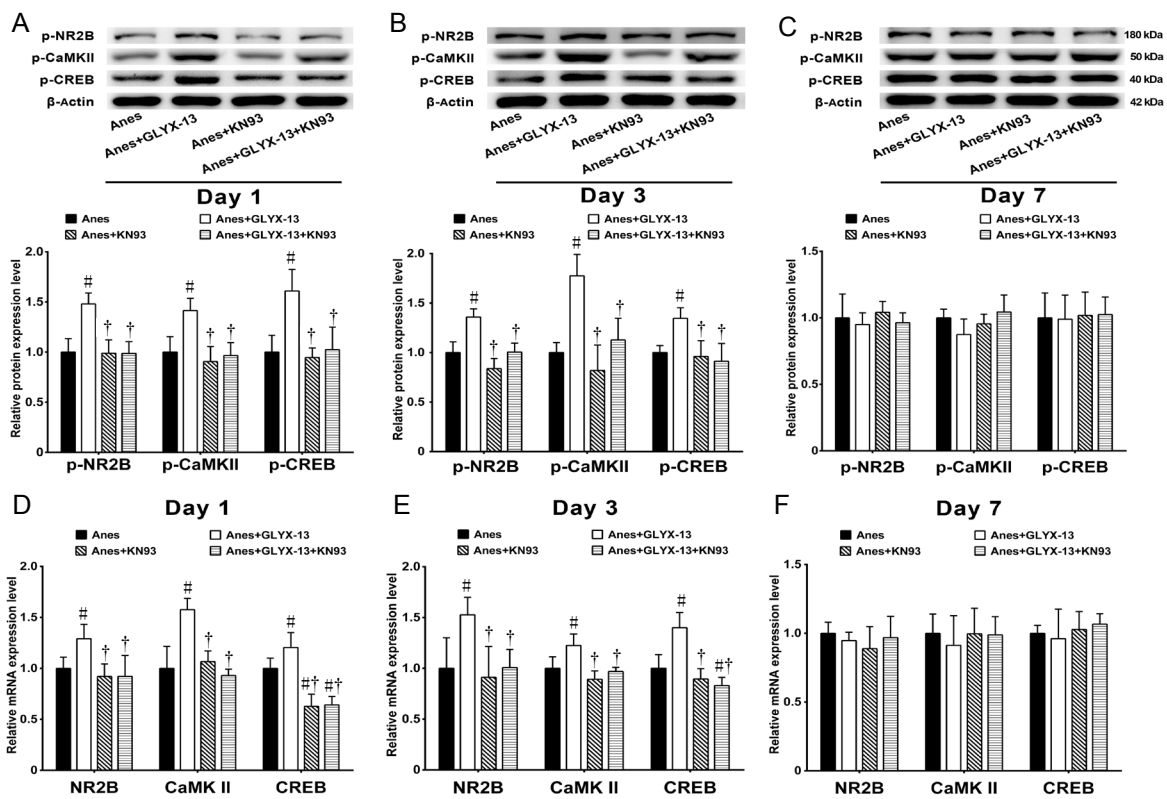 A
p-NR2B
p-CaMKII
p-CREB
β-Actin
Anes
Anes+GLYX-13
Anes+KN93
Anes+GLYX-13+KN93
Day 1
Anes
Anes+GLYX-13
Anes+KN93
Anes+GLYX-13+KN93
Relative protein expression level
2.0
1.5
1.0
0.5
0.0
# † †
# † †
# † †
p-NR2B p-CaMKII p-CREB
B
p-NR2B
p-CaMKII
p-CREB
β-Actin
Anes
Anes+GLYX-13
Anes+KN93
Anes+GLYX-13+KN93
Day 3
Anes
Anes+GLYX-13
Anes+KN93
Anes+GLYX-13+KN93
Relative protein expression level
2.0
1.5
1.0
0.5
0.0
# † †
# † †
# † †
p-NR2B p-CaMKII p-CREB
C
p-NR2B 180 kDa
p-CaMKII 50 kDa
p-CREB 40 kDa
β-Actin 42 kDa
Anes
Anes+GLYX-13
Anes+KN93
Anes+GLYX-13+KN93
Day 7
Anes
Anes+GLYX-13
Anes+KN93
Anes+GLYX-13+KN93
Relative protein expression level
1.5
1.0
0.5
0.0
p-NR2B p-CaMKII p-CREB
D
Day 1
Anes
Anes+GLYX-13
Anes+KN93
Anes+GLYX-13+KN93
Relative mRNA expression level
2.0
1.5
1.0
0.5
0.0
# † †
# † †
# #† #†
NR2B CaMK II CREB
E
Day 3
Anes
Anes+GLYX-13
Anes+KN93
Anes+GLYX-13+KN93
Relative mRNA expression level
2.0
1.5
1.0
0.5
0.0
# † †
# † †
# † #†
NR2B CaMK II CREB
F
Day 7
Anes
Anes+GLYX-13
Anes+KN93
Anes+GLYX-13+KN93
Relative mRNA expression level
1.5
1.0
0.5
0.0
NR2B CaMK II CREB